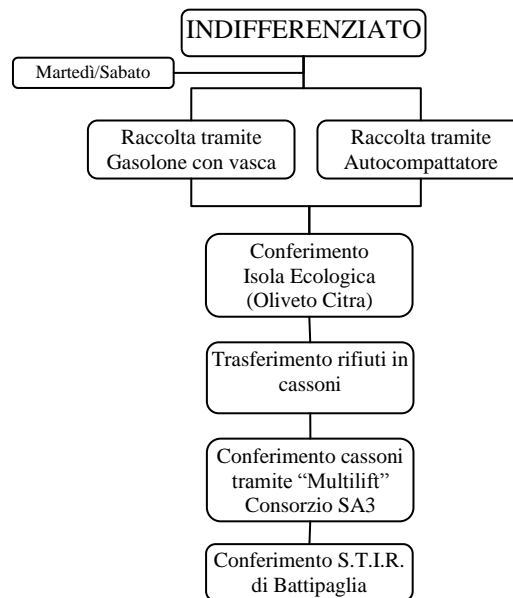 INDIFFERENZIATO
Martedì/Sabato
Raccolta tramite
Gasolone con vasca
Raccolta tramite
Autocompattatore
Conferimento
Isola Ecologica
(Oliveto Citra)
Trasferimento rifiuti in
cassoni
Conferimento cassoni
tramite “Multilift”
Consorzio SA3
Conferimento S.T.I.R.
di Battipaglia